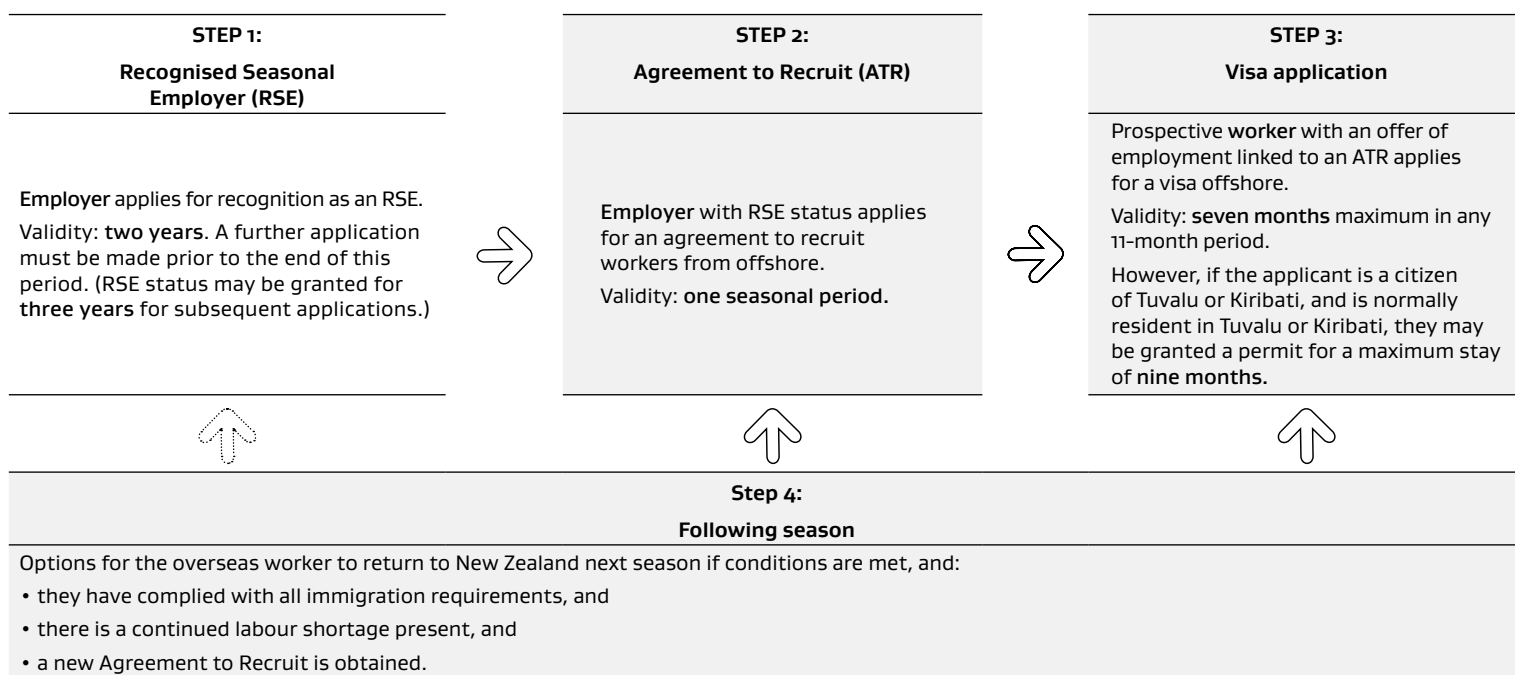 STEP 1:
Recognised Seasonal
Employer (RSE)
Employer applies for recognition as an RSE.
Validity: two years. A further application
must be made prior to the end of this
period. (RSE status may be granted for
three years for subsequent applications.)
STEP 2:
Agreement to Recruit (ATR)
Employer with RSE status applies
for an agreement to recruit
workers from offshore.
Validity: one seasonal period.
STEP 3:
Visa application
Prospective worker with an offer of
employment linked to an ATR applies
for a visa offshore.
Validity: seven months maximum in any
11-month period.
However, if the applicant is a citizen
of Tuvalu or Kiribati, and is normally
resident in Tuvalu or Kiribati, they may
be granted a permit for a maximum stay
of nine months.
Step 4:
Following season
Options for the overseas worker to return to New Zealand next season if conditions are met, and:
• they have complied with all immigration requirements, and
• there is a continued labour shortage present, and
• a new Agreement to Recruit is obtained.